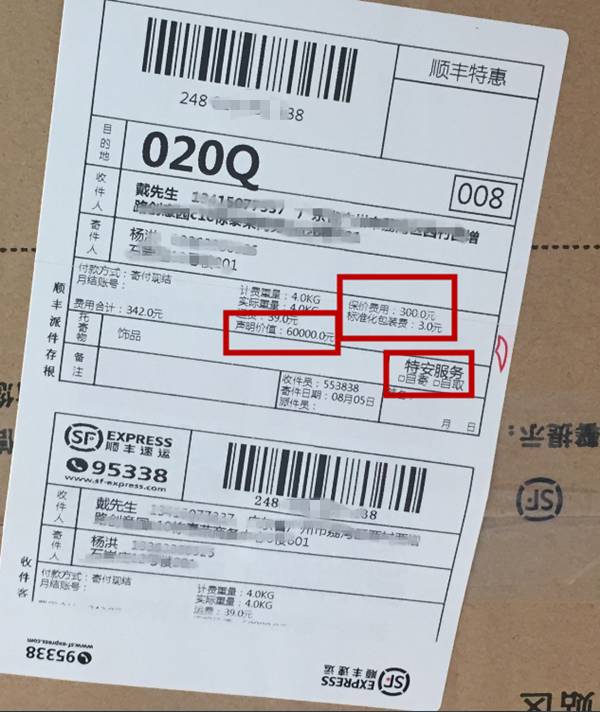 顺丰特惠
248 38
目的地
020Q
008
收件人
戴先生
寄件人
杨洪
付款方式：寄付现结
月结账号：
计费重量：4.0KG
实际重量：4.0KG
运费：39.0元
声明价值：60000.0元
保价费用：300.0元
标准化包装费：3.0元
费用合计：342.0元
顺丰派件存根
托寄物
饰品
特安服务
□自寄 □自取
备注
收件员：553838
寄件日期：08月05日
派件员：
月 日
SF EXPRESS
顺丰速运
95338
www.sf-express.com
248 38
收件人
戴先生
寄件人
杨洪
收件客
付款方式：寄付现结
月结账号：
计费重量：4.0KG
实际重量：4.0KG
运费：39.0元
95338
www.sf-express.com
SF EXPRESS
顺丰速运
馨提示：
SF
贴区